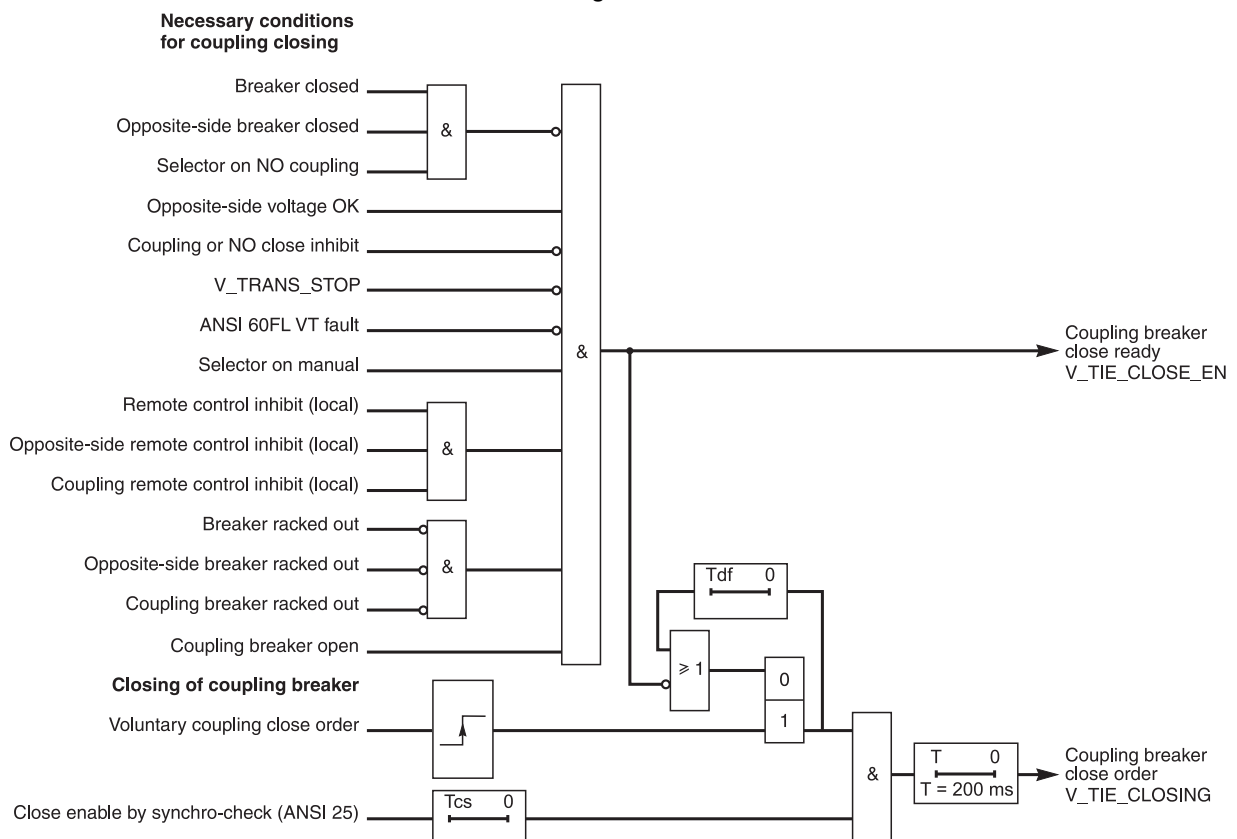 Necessary conditions
for coupling closing
Breaker closed
Opposite-side breaker closed
&
Selector on NO coupling
Opposite-side voltage OK
Coupling or NO close inhibit
V_TRANS_STOP
ANSI 60FL VT fault
&
Selector on manual
Coupling breaker
close ready
V_TIE_CLOSE_EN
Remote control inhibit (local)
Opposite-side remote control inhibit (local)
&
Coupling remote control inhibit (local)
Breaker racked out
Opposite-side breaker racked out
&
Coupling breaker racked out
Tdf 0
Coupling breaker open
⩾ 1
0
1
Closing of coupling breaker
Voluntary coupling close order
&
T 0
T = 200 ms
Coupling breaker
close order
V_TIE_CLOSING
Close enable by synchro-check (ANSI 25)
Tcs 0